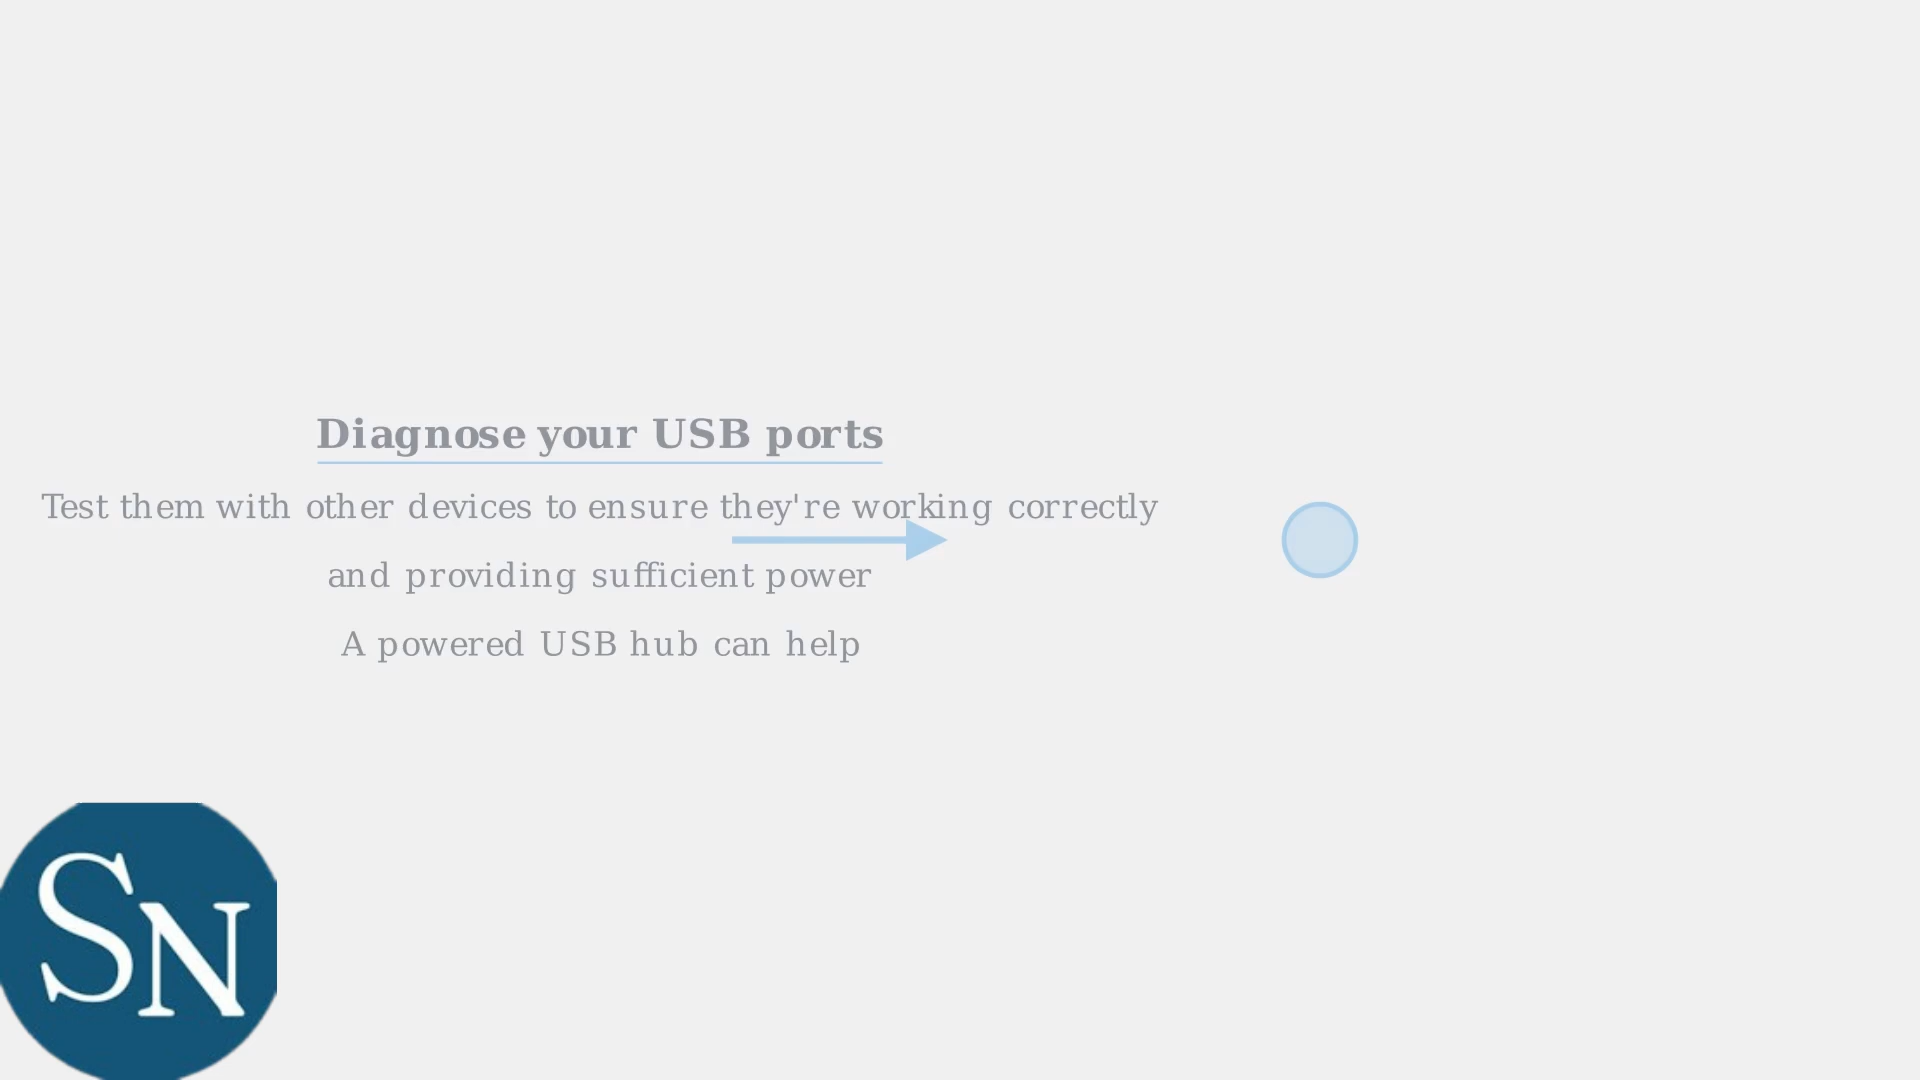 Diagnose your USB ports
Test them with other devices to ensure they're working correctly
and providing sufficient power
A powered USB hub can help
SN